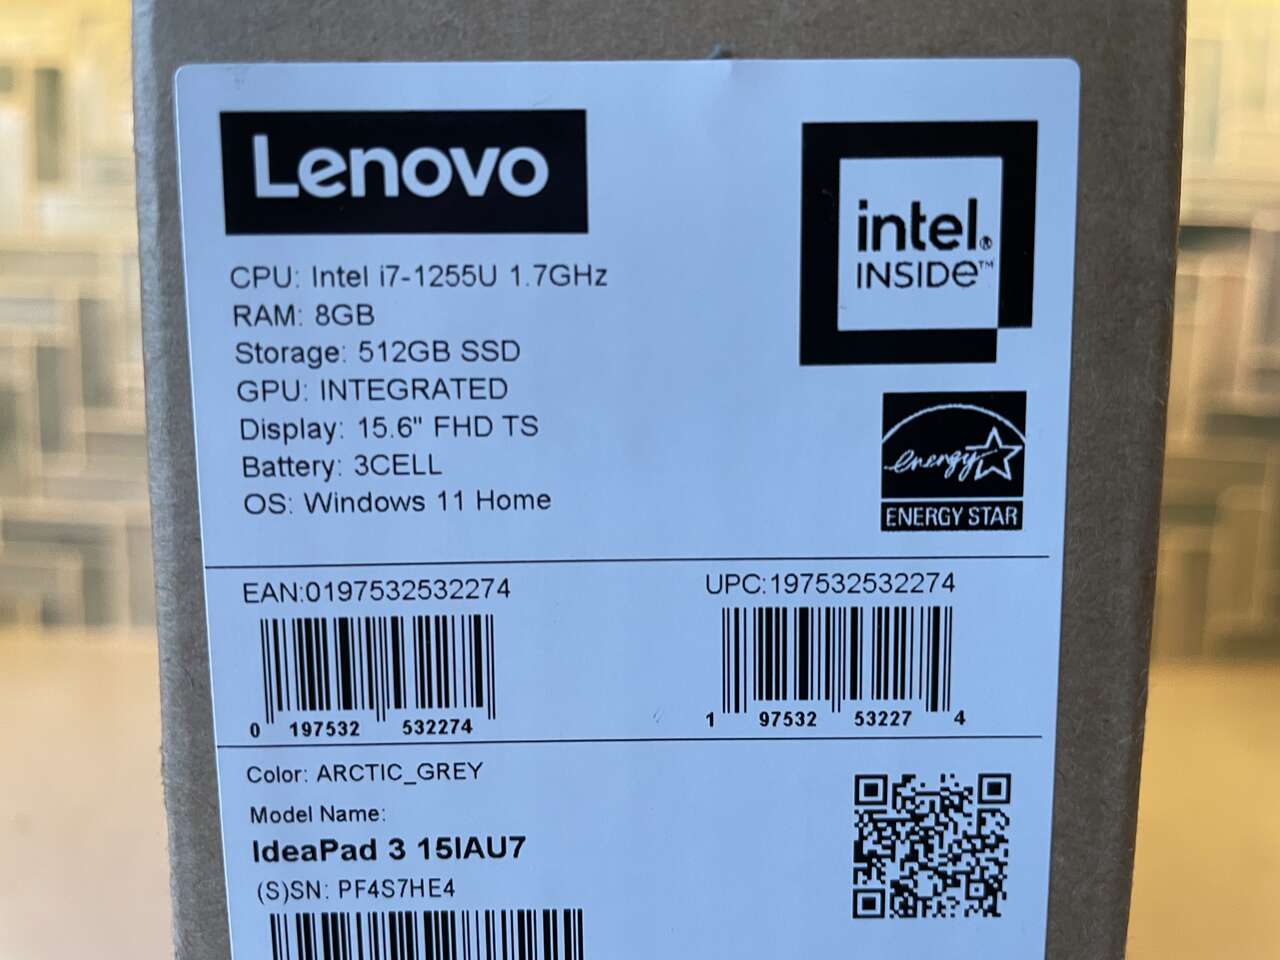 Lenovo
intel®
INSIDe™
CPU: Intel i7-1255U 1.7GHz
RAM: 8GB
Storage: 512GB SSD
GPU: INTEGRATED
Display: 15.6" FHD TS
Battery: 3CELL
OS: Windows 11 Home
energy
ENERGY STAR
EAN:0197532532274
0 197532 532274
UPC:197532532274
1 97532 53227 4
Color: ARCTIC_GREY
Model Name:
IdeaPad 3 15IAU7
(S)SN: PF4S7HE4